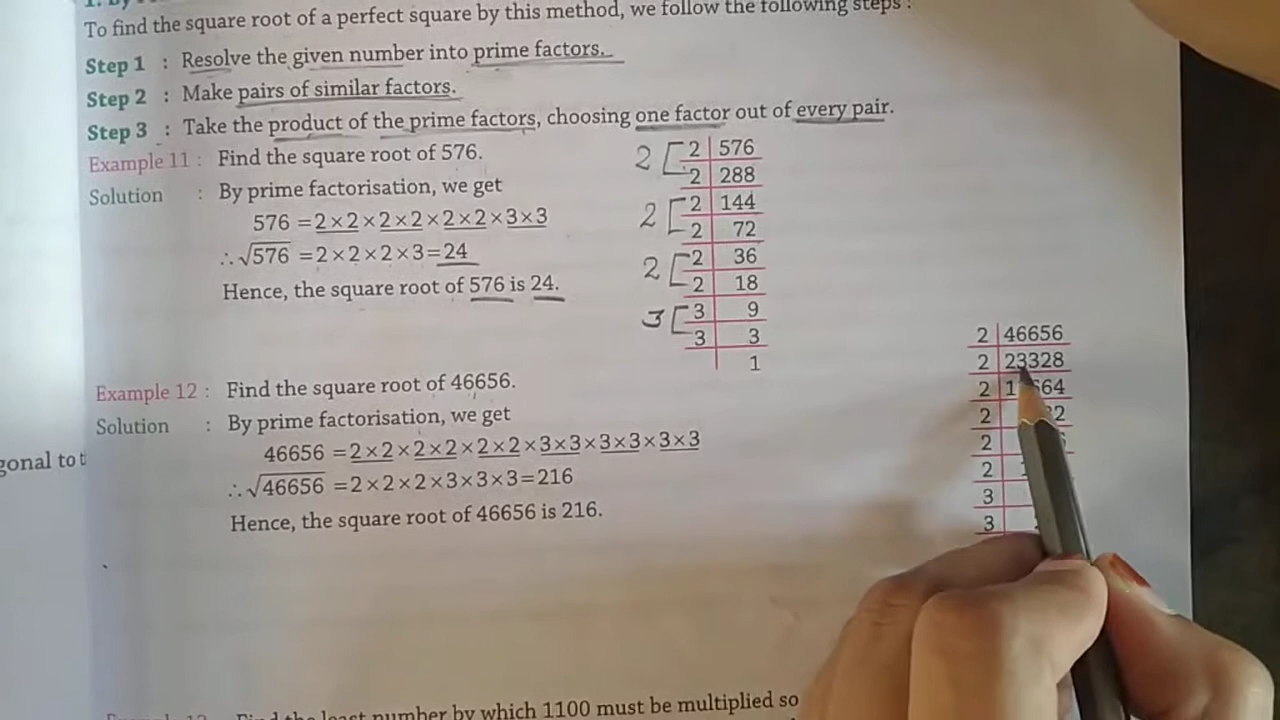 To find the square root of a perfect square by this method, we follow the following steps :
Step 1 : Resolve the given number into prime factors.
Step 2 : Make pairs of similar factors.
Step 3 : Take the product of the prime factors, choosing one factor out of every pair.
Example 11 : Find the square root of 576.
Solution : By prime factorisation, we get
576 = 2 × 2 × 2 × 2 × 2 × 2 × 3 × 3
∴ √576 = 2 × 2 × 2 × 3 = 24
Hence, the square root of 576 is 24.
2 [ 2 | 576
2 | 288
2 [ 2 | 144
2 | 72
2 [ 2 | 36
2 | 18
3 [ 3 | 9
3 | 3
1
Example 12 : Find the square root of 46656.
Solution : By prime factorisation, we get
46656 = 2 × 2 × 2 × 2 × 2 × 2 × 3 × 3 × 3 × 3 × 3 × 3
∴ √46656 = 2 × 2 × 2 × 3 × 3 × 3 = 216
Hence, the square root of 46656 is 216.
2 | 46656
2 | 23328
2 | 1 64
2 | 2
2
2
3
3
gonal to t
Find the least number by which 1100 must be multiplied so